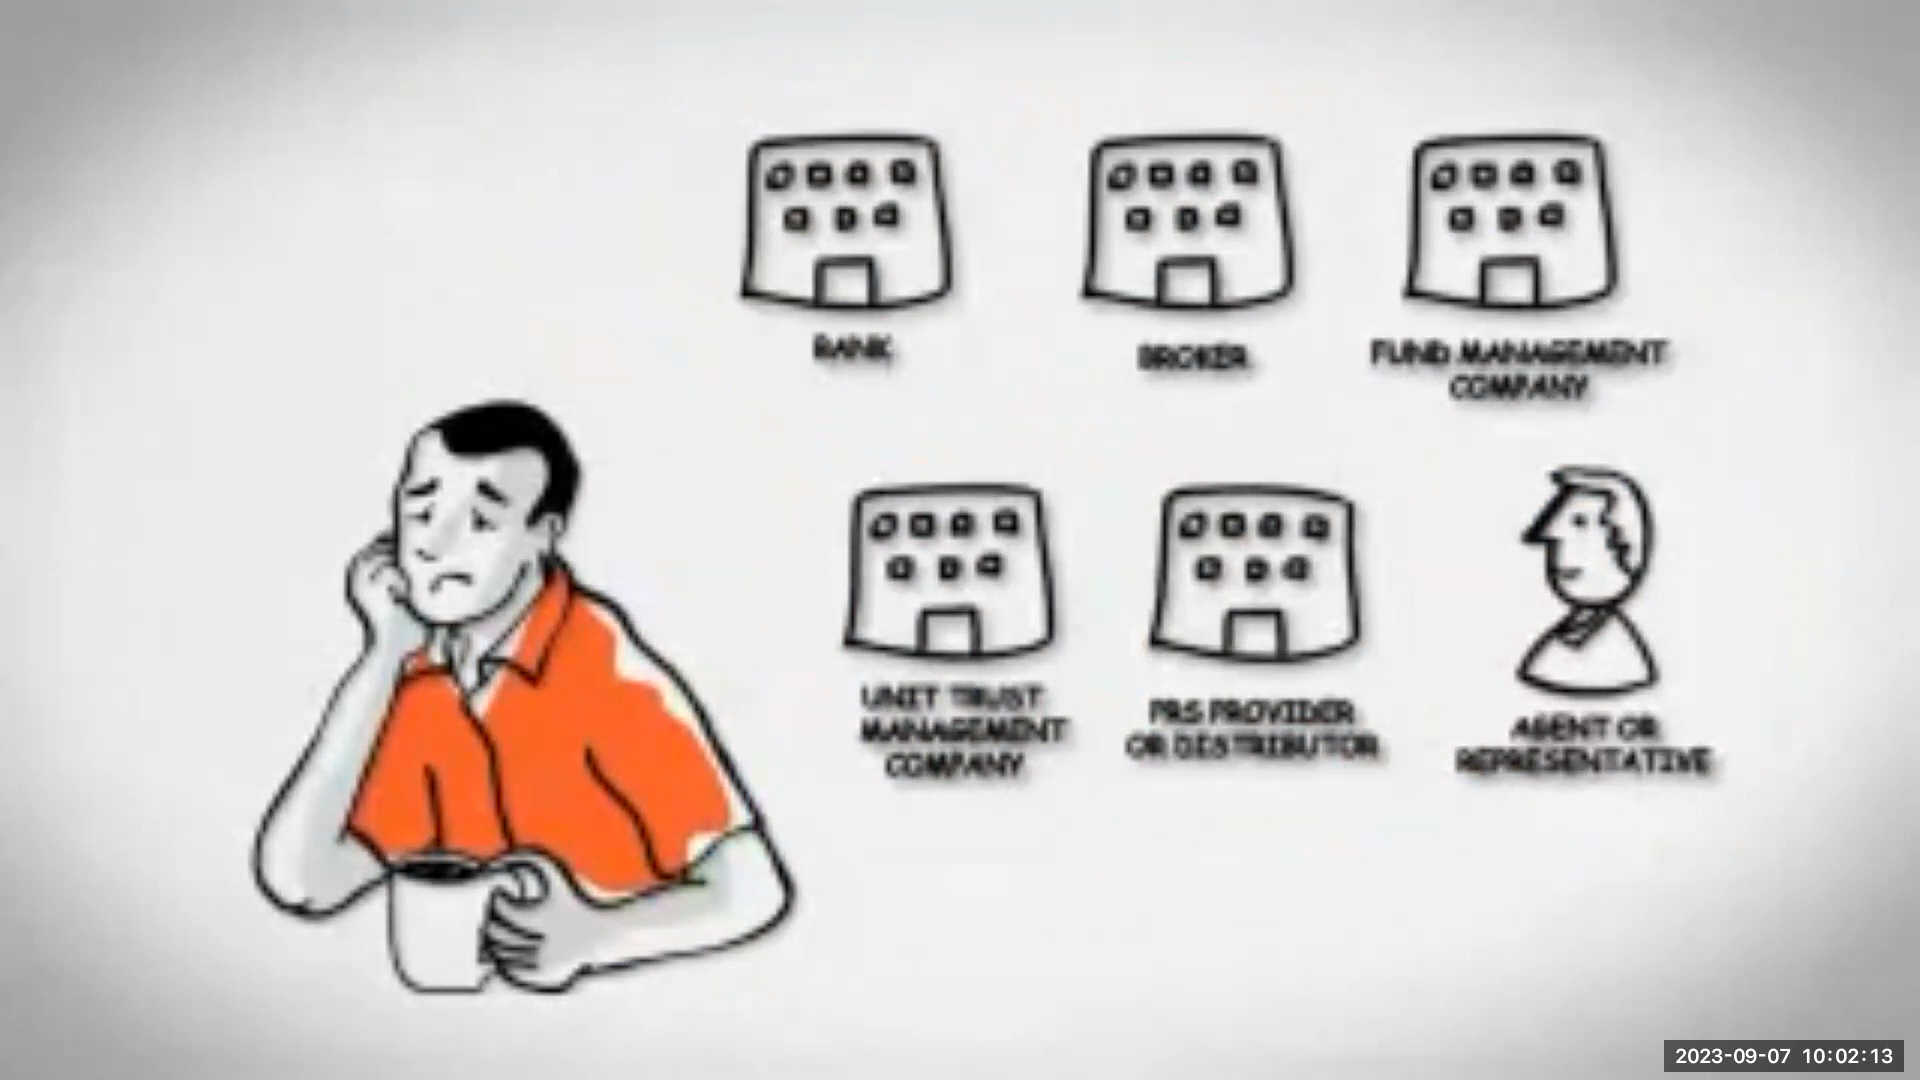 BANK
BROKER
FUND MANAGEMENT
COMPANY
UNIT TRUST
MANAGEMENT
COMPANY
PRS PROVIDER
OR DISTRIBUTOR
AGENT OR
REPRESENTATIVE
2023-09-07 10:02:13